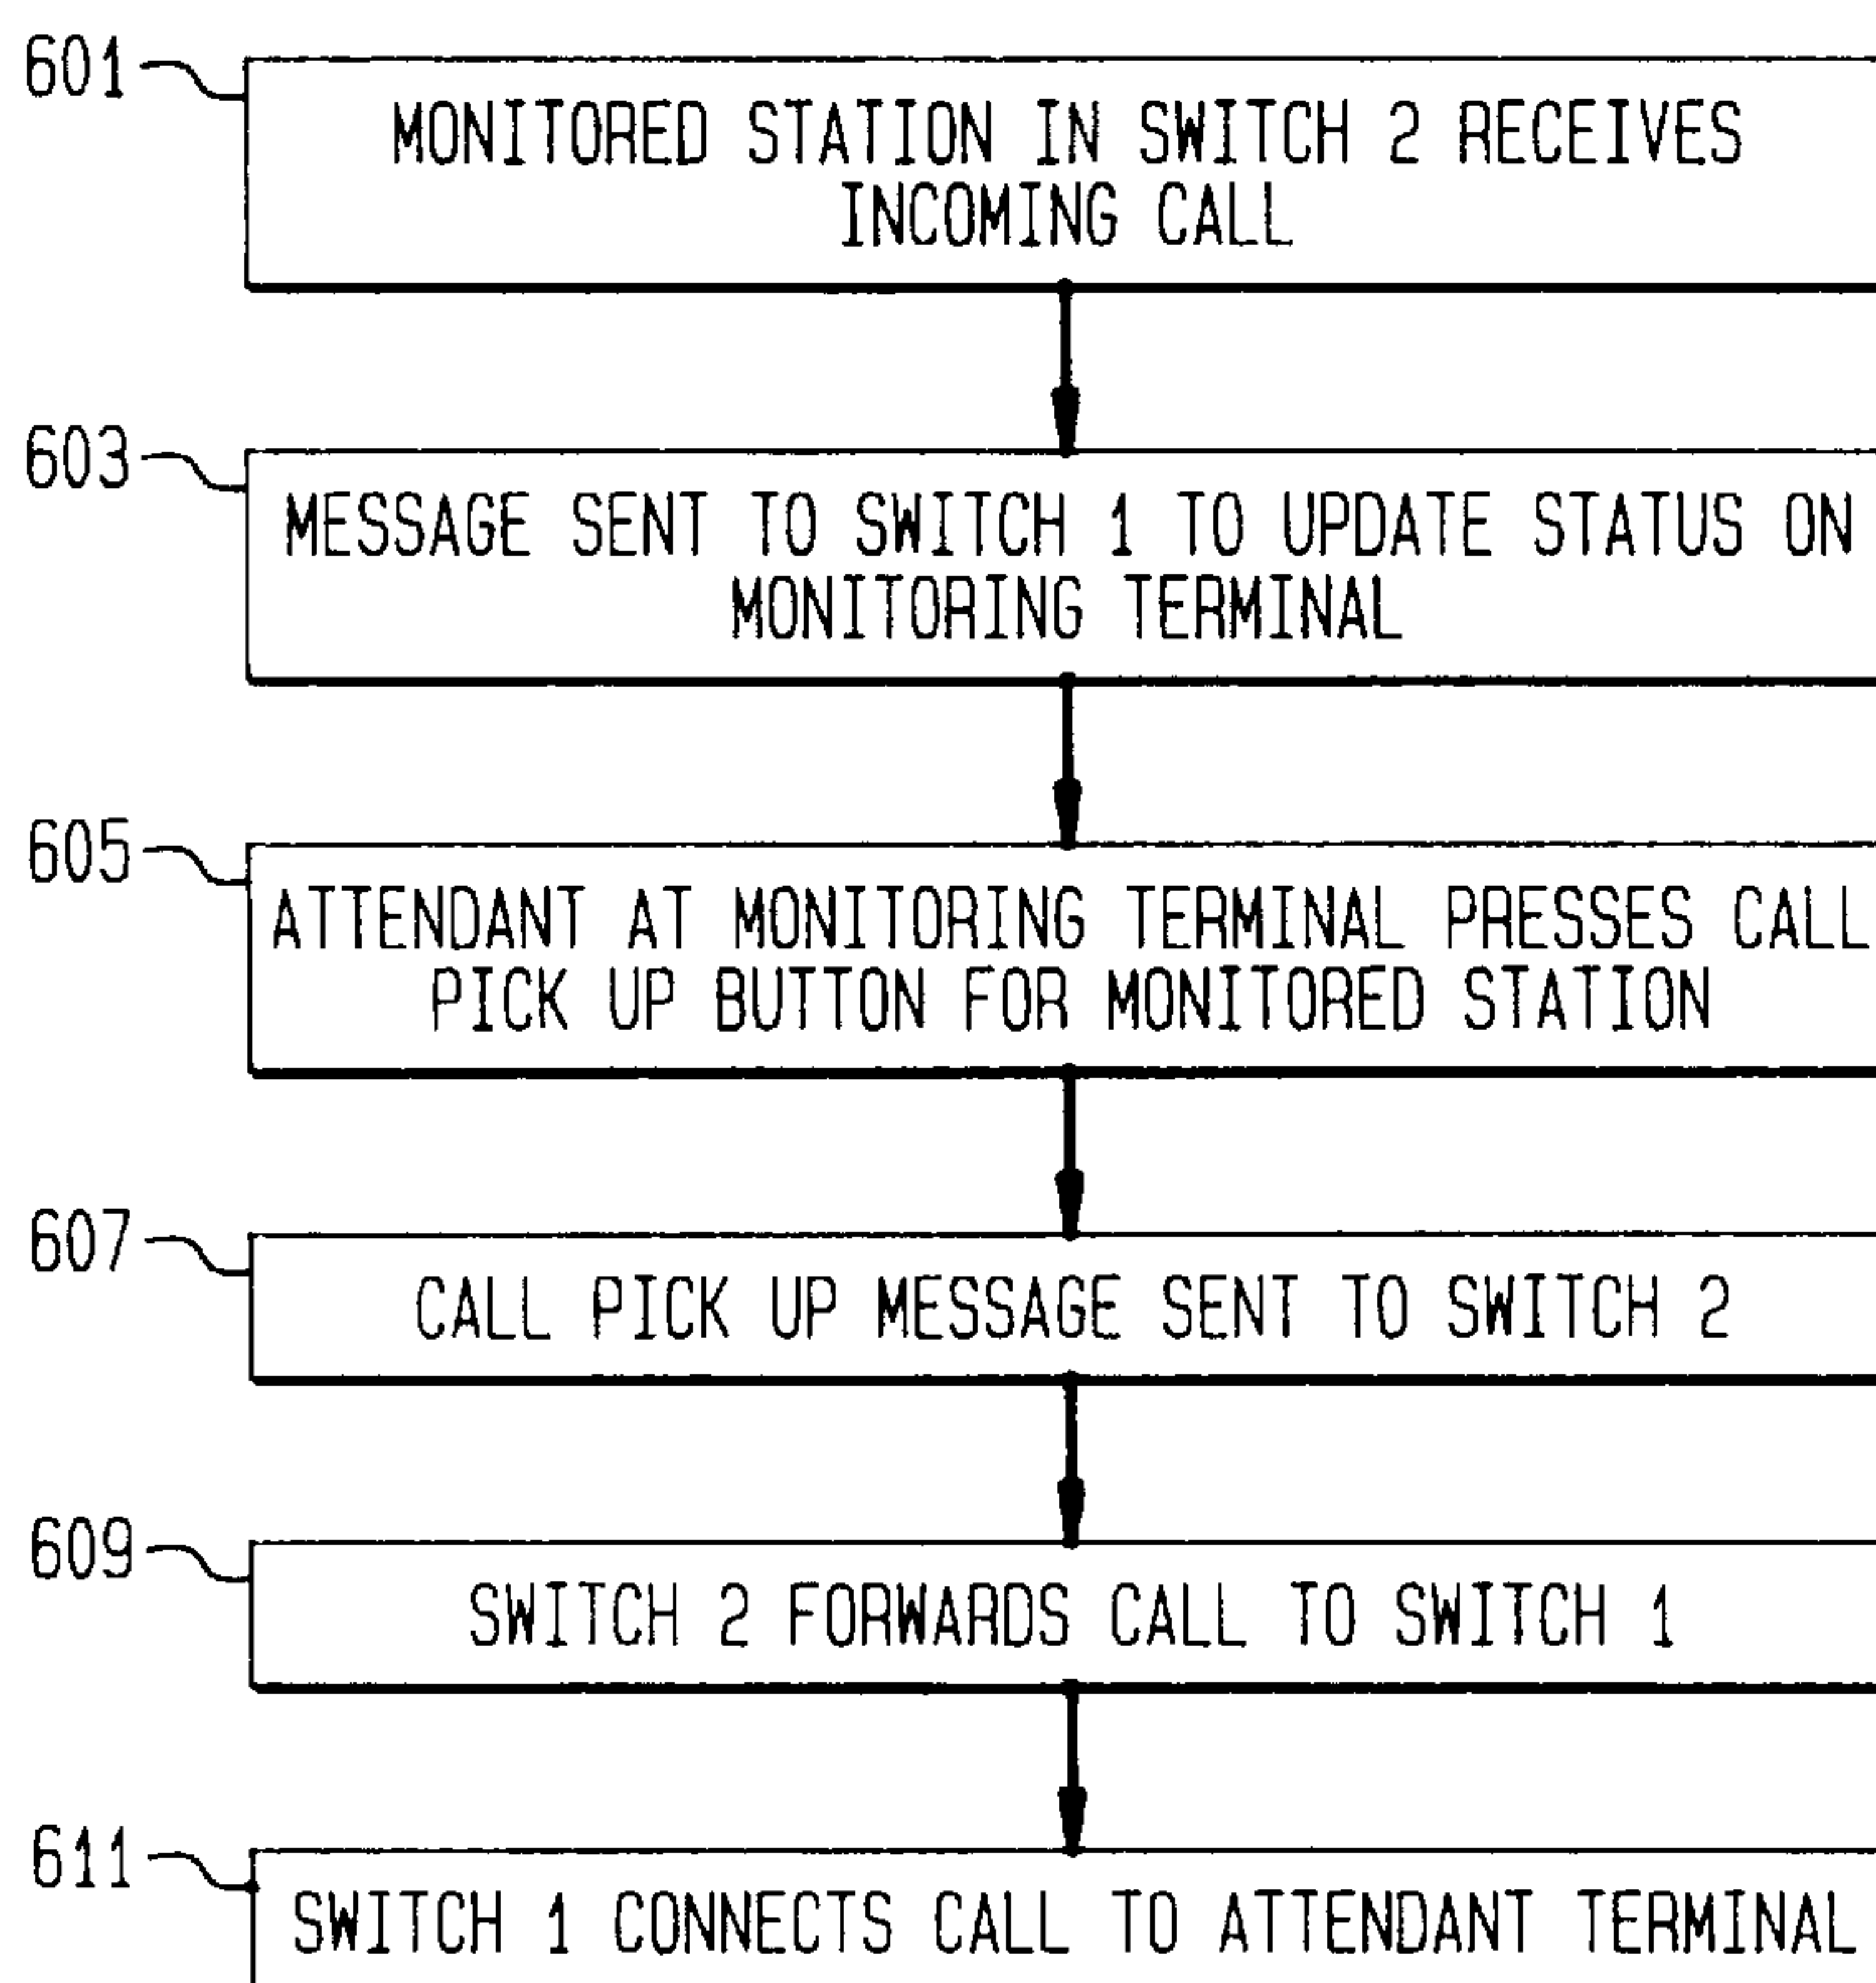 601
MONITORED STATION IN SWITCH 2 RECEIVES
INCOMING CALL
603
MESSAGE SENT TO SWITCH 1 TO UPDATE STATUS ON
MONITORING TERMINAL
605
ATTENDANT AT MONITORING TERMINAL PRESSES CALL
PICK UP BUTTON FOR MONITORED STATION
607
CALL PICK UP MESSAGE SENT TO SWITCH 2
609
SWITCH 2 FORWARDS CALL TO SWITCH 1
611
SWITCH 1 CONNECTS CALL TO ATTENDANT TERMINAL